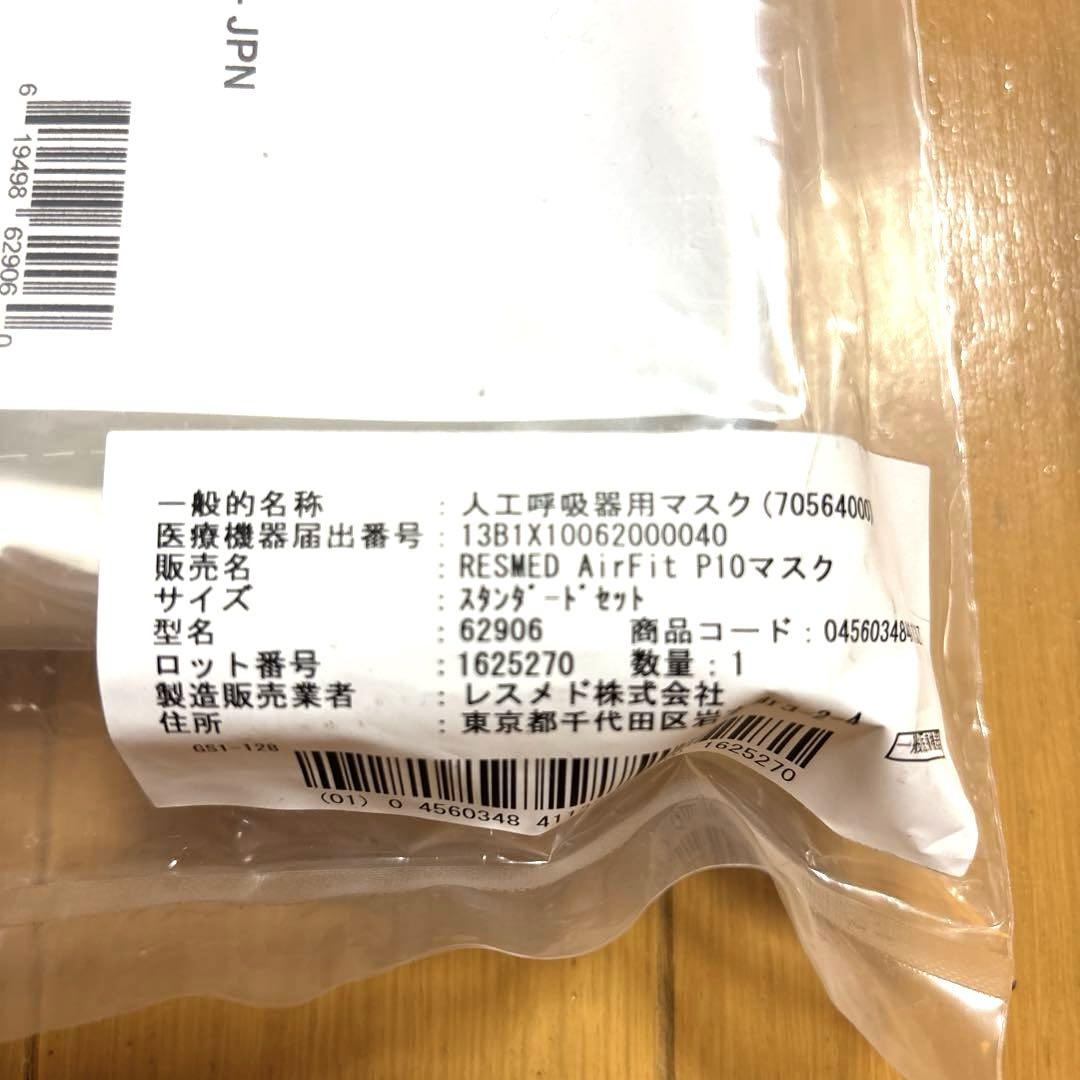 - JPN
6 19498 62906 0
一般的名称 : 人工呼吸器用マスク(70564000)
医療機器届出番号 : 13B1X10062000040
販売名 : RESMED AirFit P10マスク
サイズ : ｽﾀﾝﾀﾞｰﾄﾞｾｯﾄ
型名 : 62906 商品コード : 04560348
ロット番号 : 1625270 数量 : 1
製造販売業者 : レスメド株式会社
住所 : 東京都千代田区岩
GS1-128
(01) 0 4560348 411 1625270